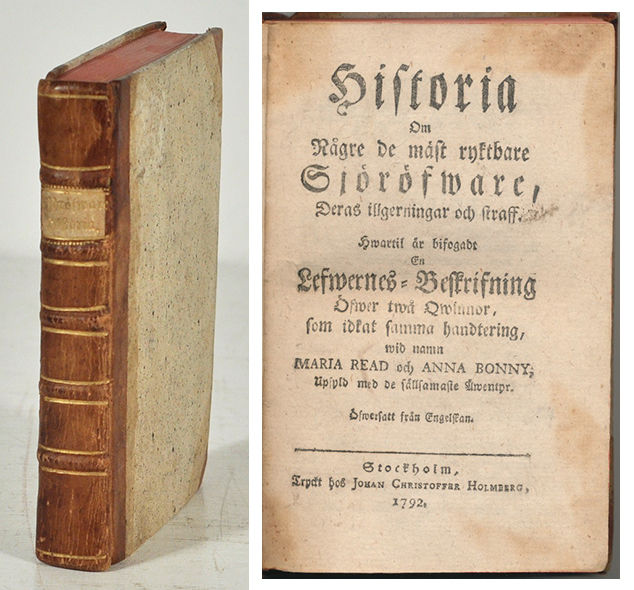 Historia
Om
Någre de mäst ryktbare
Sjöröfware,
Deras illgerningar och straff.
Hwartil är bifogadt
En
Lefwernes-Beskrifning
Öfwer twå Qwinnor,
som idkat samma handtering,
wid namn
MARIA READ och ANNA BONNY,
Upfyld med de sällsamaste Äwentyr.
Öfwersatt från Engelskan.
Stockholm,
Tryckt hos JOHAN CHRISTOFFER HOLMBERG,
1792.